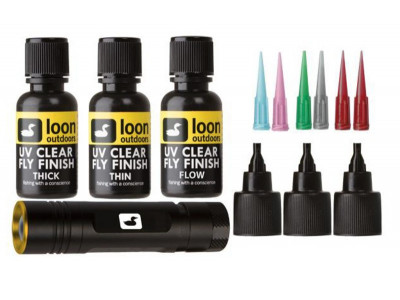 loon
outdoors
UV CLEAR
FLY FINISH
THICK
fishing with a conscience
loon
outdoors
UV CLEAR
FLY FINISH
THIN
fishing with a conscience
loon
outdoors
UV CLEAR
FLY FINISH
FLOW
fishing with a conscience